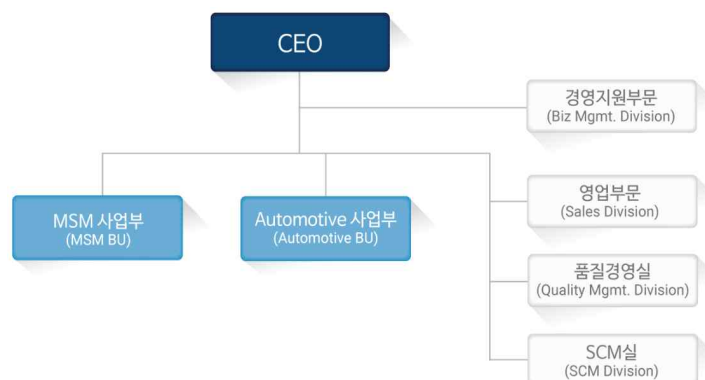 CEO
경영지원부문
(Biz Mgmt. Division)
MSM 사업부
(MSM BU)
Automotive 사업부
(Automotive BU)
영업부문
(Sales Division)
품질경영실
(Quality Mgmt. Division)
SCM실
(SCM Division)